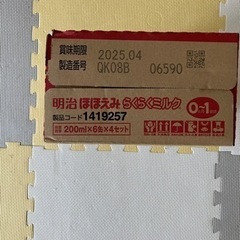 賞味期限 2025.04
製造番号 QK08B 06590
明治ほほえみ らくらくミルク 0~1
200ml×6缶×4セット
製品コード 1419257